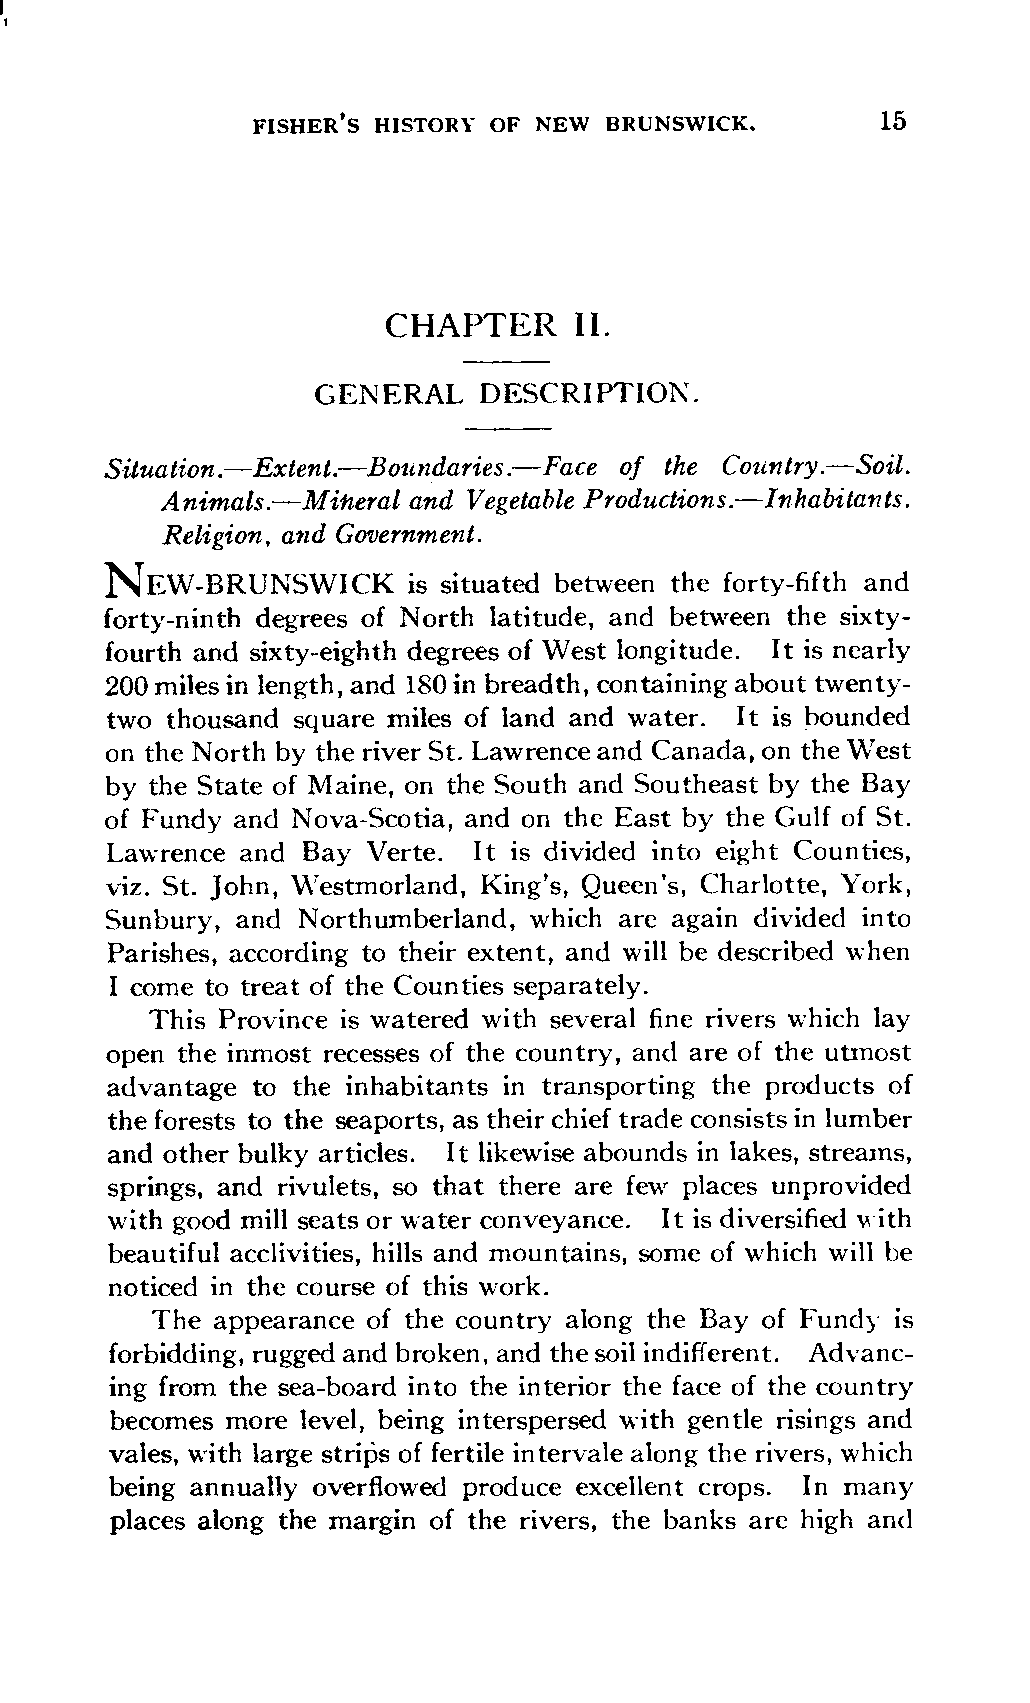 FISHER'S HISTORY OF NEW BRUNSWICK. 15
CHAPTER II.
GENERAL DESCRIPTION.
Situation.—Extent.—Boundaries.—Face of the Country.—Soil.
Animals.—Mineral and Vegetable Productions.—Inhabitants.
Religion, and Government.
NEW-BRUNSWICK is situated between the forty-fifth and
forty-ninth degrees of North latitude, and between the sixty-
fourth and sixty-eighth degrees of West longitude. It is nearly
200 miles in length, and 180 in breadth, containing about twenty-
two thousand square miles of land and water. It is bounded
on the North by the river St. Lawrence and Canada, on the West
by the State of Maine, on the South and Southeast by the Bay
of Fundy and Nova-Scotia, and on the East by the Gulf of St.
Lawrence and Bay Verte. It is divided into eight Counties,
viz. St. John, Westmorland, King's, Queen's, Charlotte, York,
Sunbury, and Northumberland, which are again divided into
Parishes, according to their extent, and will be described when
I come to treat of the Counties separately.
This Province is watered with several fine rivers which lay
open the inmost recesses of the country, and are of the utmost
advantage to the inhabitants in transporting the products of
the forests to the seaports, as their chief trade consists in lumber
and other bulky articles. It likewise abounds in lakes, streams,
springs, and rivulets, so that there are few places unprovided
with good mill seats or water conveyance. It is diversified with
beautiful acclivities, hills and mountains, some of which will be
noticed in the course of this work.
The appearance of the country along the Bay of Fundy is
forbidding, rugged and broken, and the soil indifferent. Advanc-
ing from the sea-board into the interior the face of the country
becomes more level, being interspersed with gentle risings and
vales, with large strips of fertile intervale along the rivers, which
being annually overflowed produce excellent crops. In many
places along the margin of the rivers, the banks are high and